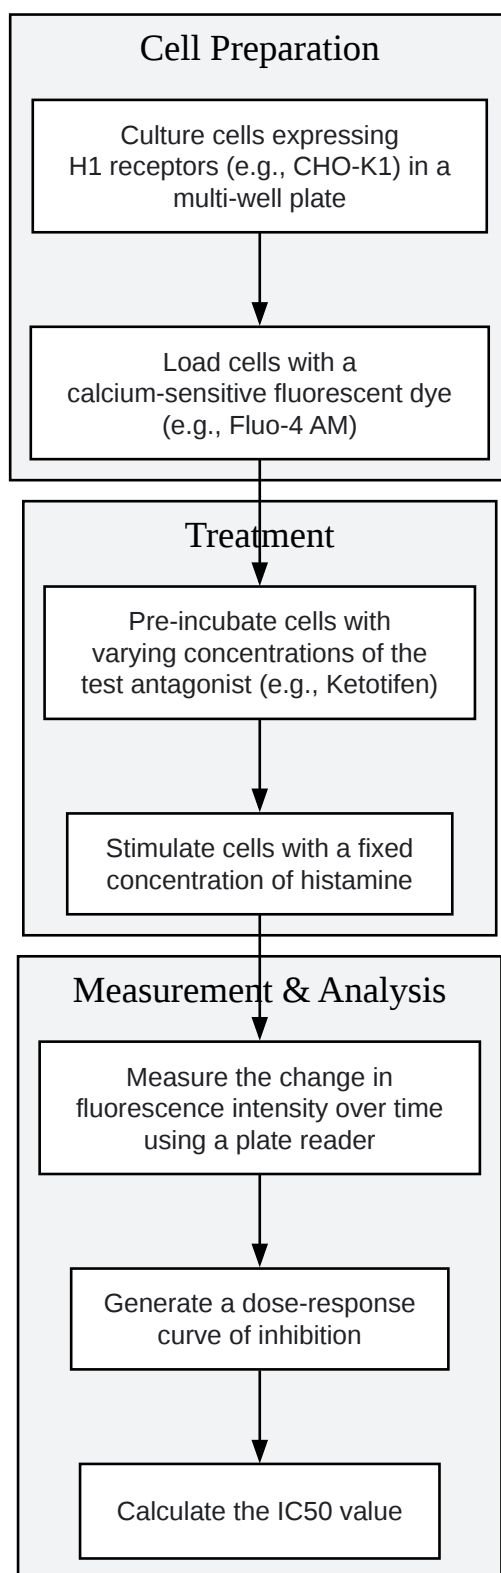 Cell Preparation
Culture cells expressing
H1 receptors (e.g., CHO-K1) in a
multi-well plate
Load cells with a
calcium-sensitive fluorescent dye
(e.g., Fluo-4 AM)
Treatment
Pre-incubate cells with
varying concentrations of the
test antagonist (e.g., Ketotifen)
Stimulate cells with a fixed
concentration of histamine
Measurement & Analysis
Measure the change in
fluorescence intensity over time
using a plate reader
Generate a dose-response
curve of inhibition
Calculate the IC50 value